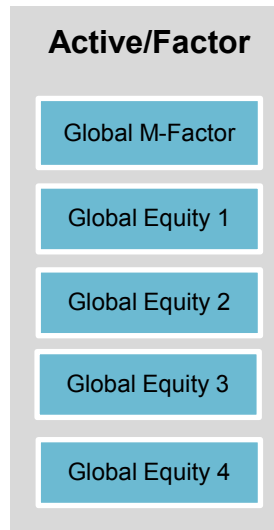 Active/Factor
Global M-Factor
Global Equity 1
Global Equity 2
Global Equity 3
Global Equity 4